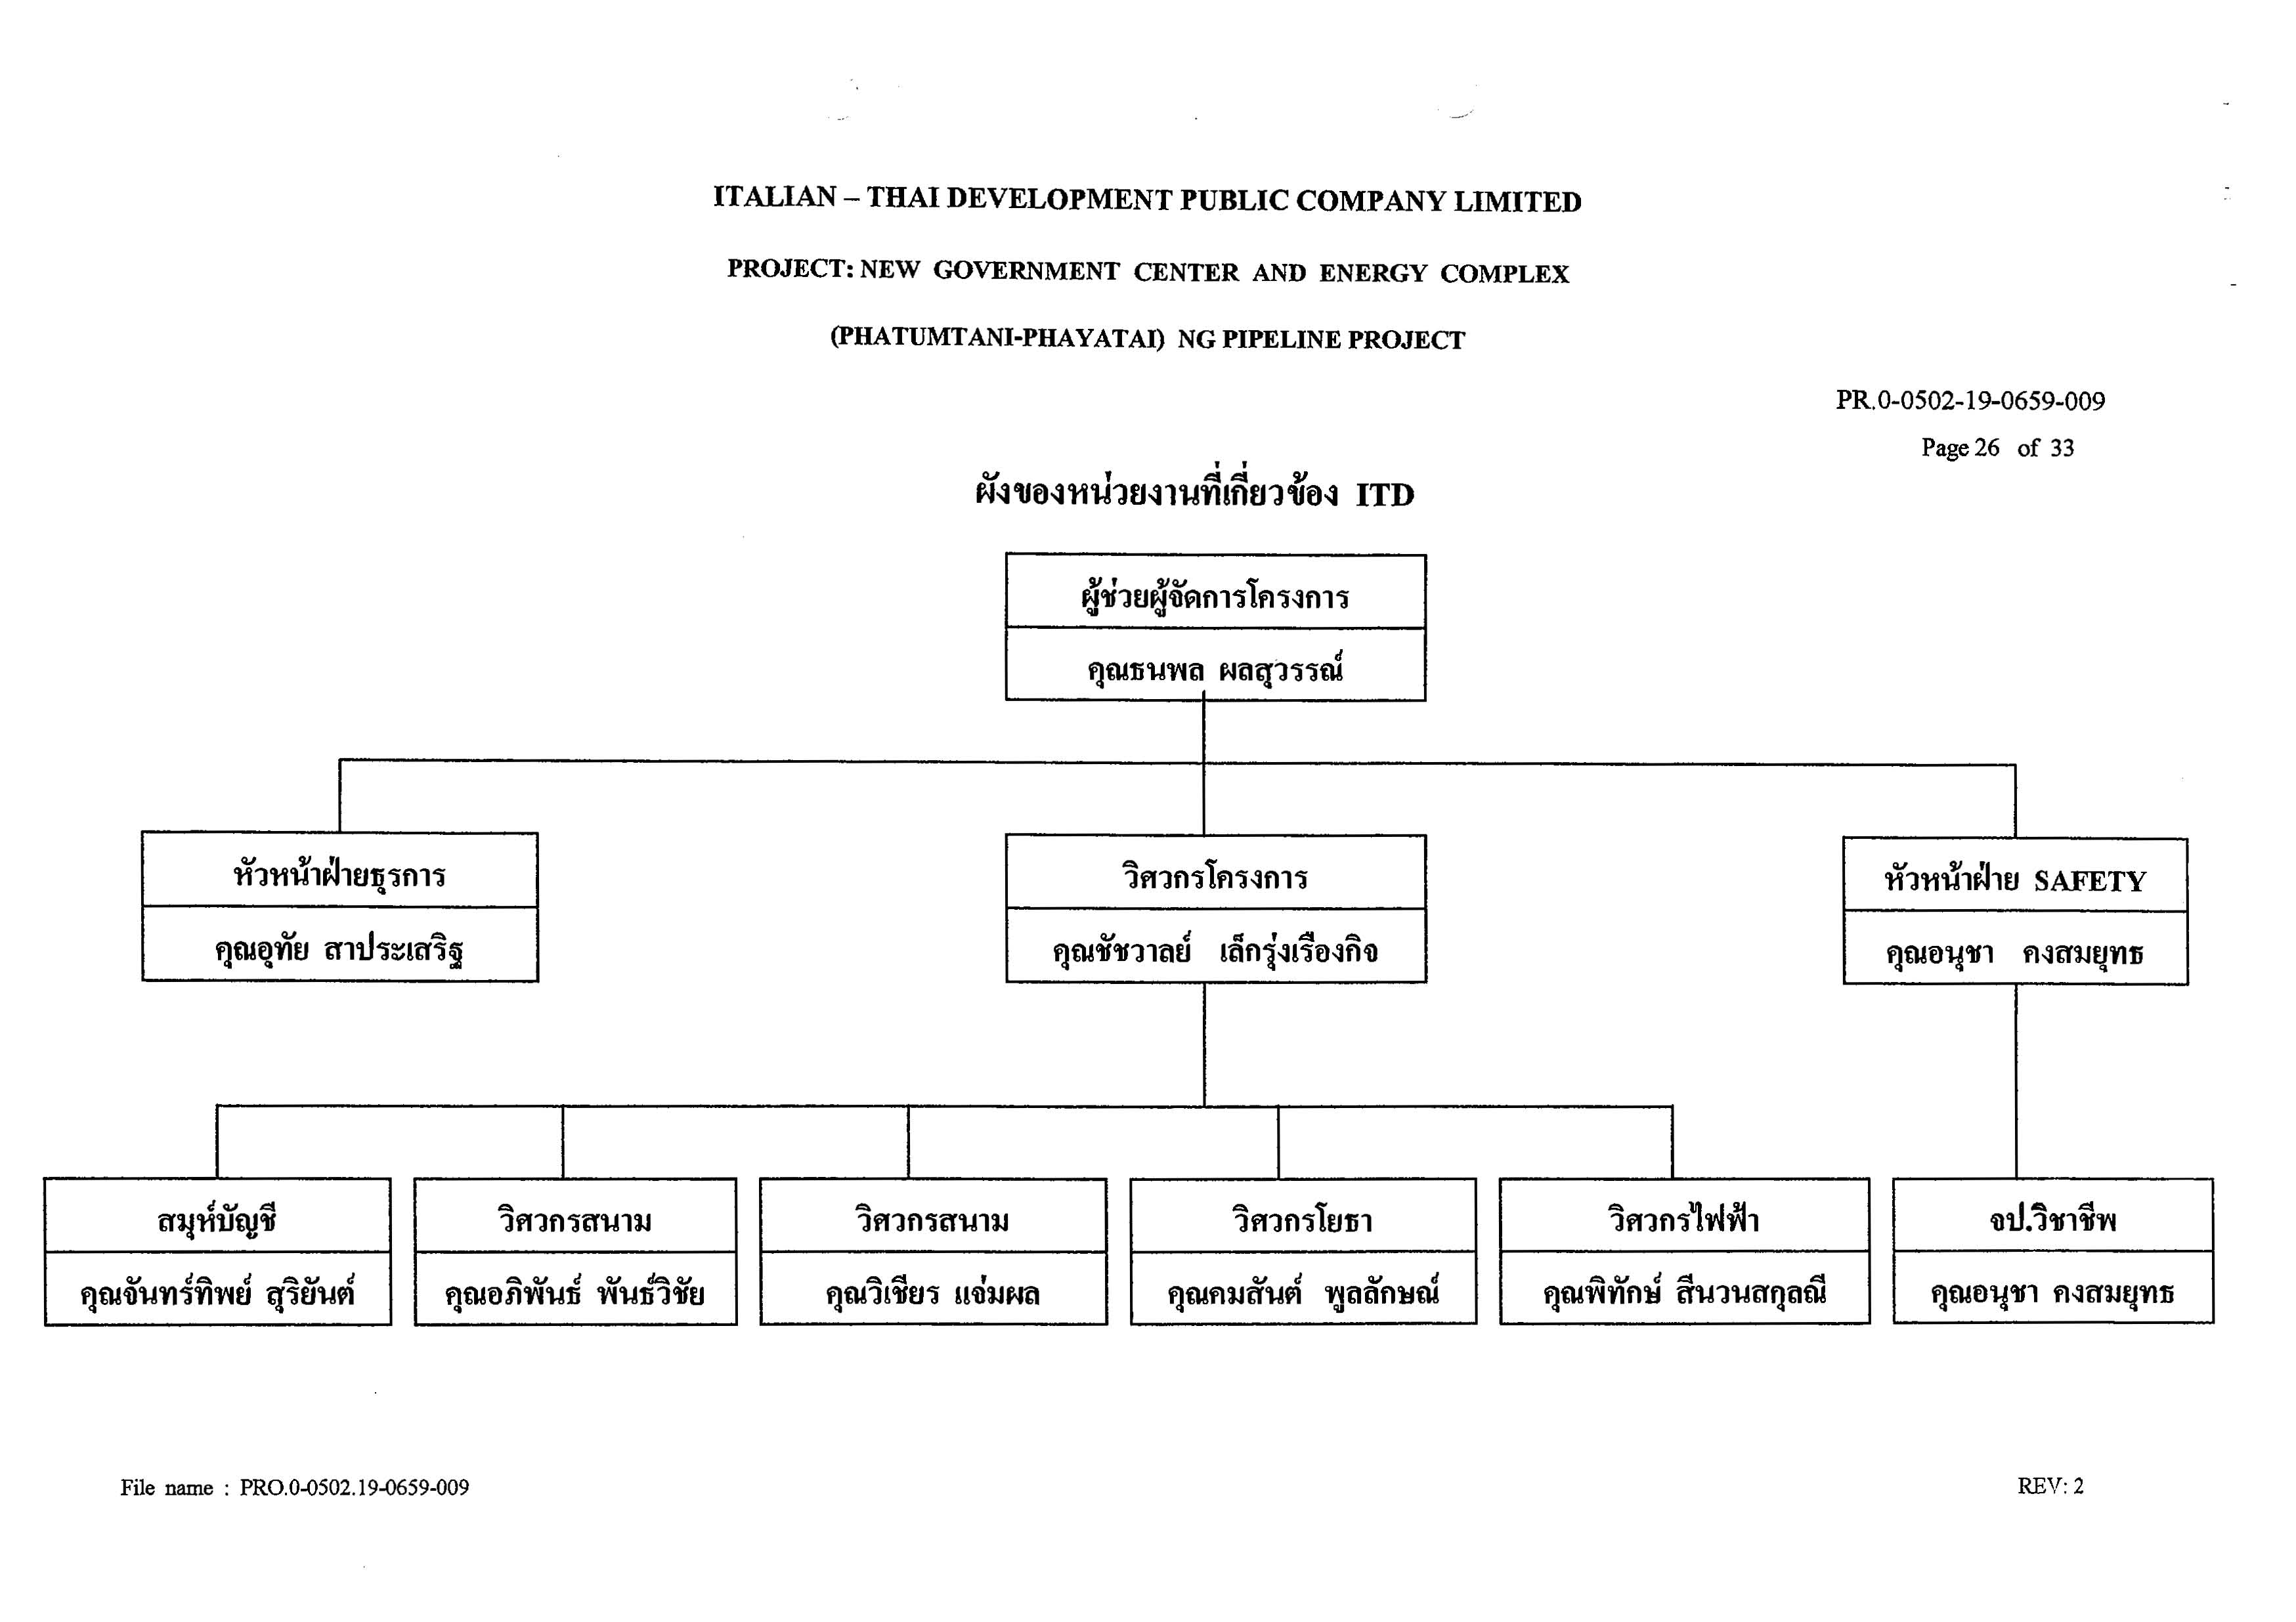 ITALIAN – THAI DEVELOPMENT PUBLIC COMPANY LIMITED
PROJECT: NEW GOVERNMENT CENTER AND ENERGY COMPLEX
(PHATUMTANI-PHAYATAI) NG PIPELINE PROJECT
PR.0-0502-19-0659-009
Page 26 of 33
ผังของหน่วยงานที่เกี่ยวข้อง ITD
ผู้ช่วยผู้จัดการโครงการ
คุณธนพล ผลสุวรรณ์
หัวหน้าฝ่ายธุรการ
คุณอุทัย สาประเสริฐ
วิศวกรโครงการ
คุณชัชวาลย์ เล็กรุ่งเรืองกิจ
หัวหน้าฝ่าย SAFETY
คุณอนุชา คงสมยุทธ
สมุห์บัญชี
คุณจันทร์ทิพย์ สุริยันต์
วิศวกรสนาม
คุณอภิพันธ์ พันธ์วิชัย
วิศวกรสนาม
คุณวิเชียร แจ่มผล
วิศวกรโยธา
คุณคมสันต์ พูลลักษณ์
วิศวกรไฟฟ้า
คุณพิทักษ์ สีนวนสกุลณี
จป.วิชาชีพ
คุณอนุชา คงสมยุทธ
File name : PRO.0-0502.19-0659-009
REV: 2